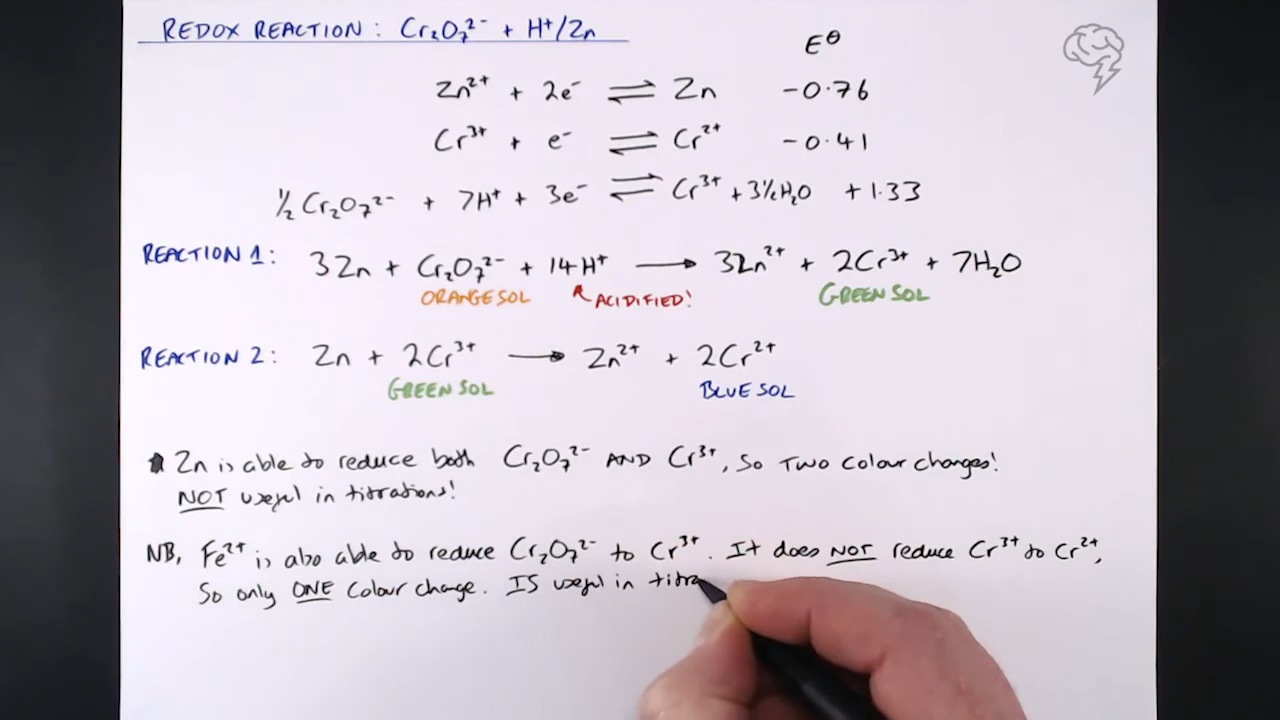 REDOX REACTION: Cr₂O₇²⁻ + H⁺/Zn
E⊖
Zn²⁺ + 2e⁻ ⇌ Zn -0.76
Cr³⁺ + e⁻ ⇌ Cr²⁺ -0.41
½Cr₂O₇²⁻ + 7H⁺ + 3e⁻ ⇌ Cr³⁺ + 3½H₂O +1.33
REACTION 1: 3Zn + Cr₂O₇²⁻ + 14H⁺ → 3Zn²⁺ + 2Cr³⁺ + 7H₂O
ORANGE SOL ACIDIFIED! GREEN SOL
REACTION 2: Zn + 2Cr³⁺ → Zn²⁺ + 2Cr²⁺
GREEN SOL BLUE SOL
Zn is able to reduce both Cr₂O₇²⁻ AND Cr³⁺, So TWO colour changes!
NOT useful in titrations!
NB, Fe²⁺ is also able to reduce Cr₂O₇²⁻ to Cr³⁺. It does NOT reduce Cr³⁺ to Cr²⁺,
So only ONE colour change. IS useful in titra